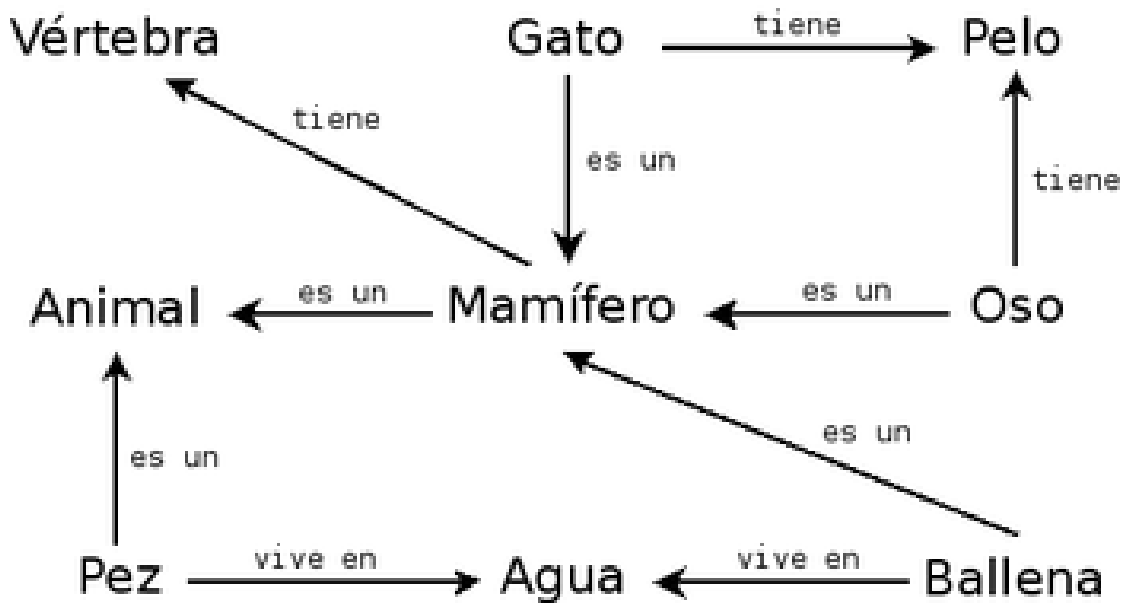 Vértebra
Gato
tiene
Pelo
tiene
es un
tiene
Animal
es un
Mamífero
es un
Oso
es un
es un
Pez
vive en
Agua
vive en
Ballena